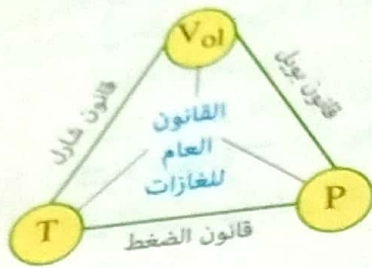 Vol
قانون شارل
قانون بويل
القانون
العام
للغازات
T
P
قانون الضغط